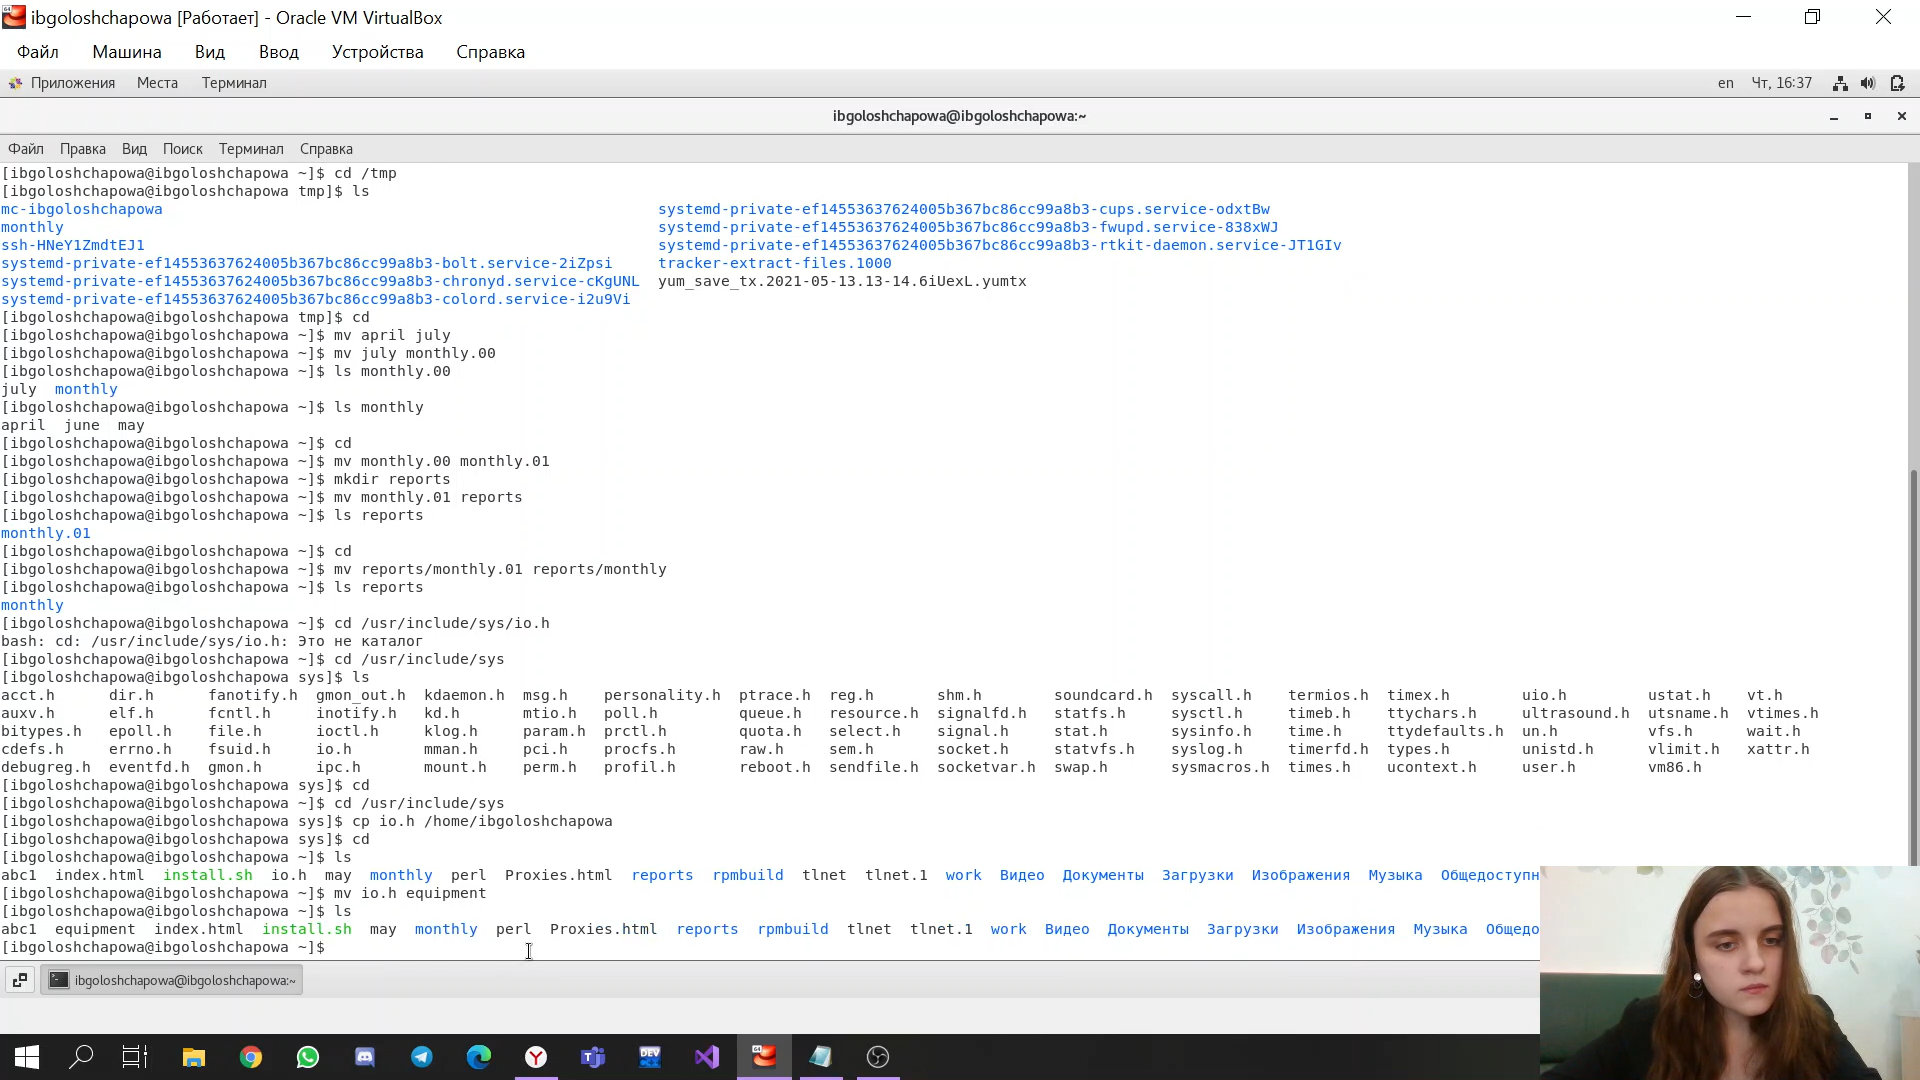 ibgoloshchapowa [Работает] - Oracle VM VirtualBox
Файл Машина Вид Ввод Устройства Справка
Приложения Места Терминал en Чт, 16:37
ibgoloshchapowa@ibgoloshchapowa:~
Файл Правка Вид Поиск Терминал Справка
[ibgoloshchapowa@ibgoloshchapowa ~]$ cd /tmp
[ibgoloshchapowa@ibgoloshchapowa tmp]$ ls
mc-ibgoloshchapowa systemd-private-ef14553637624005b367bc86cc99a8b3-cups.service-odxtBw
monthly systemd-private-ef14553637624005b367bc86cc99a8b3-fwupd.service-838xWJ
ssh-HNeY1ZmdtEJ1 systemd-private-ef14553637624005b367bc86cc99a8b3-rtkit-daemon.service-JT1GIv
systemd-private-ef14553637624005b367bc86cc99a8b3-bolt.service-2iZpsi tracker-extract-files.1000
systemd-private-ef14553637624005b367bc86cc99a8b3-chronyd.service-cKgUNL yum_save_tx.2021-05-13.13-14.6iUexL.yumtx
systemd-private-ef14553637624005b367bc86cc99a8b3-colord.service-i2u9Vi
[ibgoloshchapowa@ibgoloshchapowa tmp]$ cd
[ibgoloshchapowa@ibgoloshchapowa ~]$ mv april july
[ibgoloshchapowa@ibgoloshchapowa ~]$ mv july monthly.00
[ibgoloshchapowa@ibgoloshchapowa ~]$ ls monthly.00
july monthly
[ibgoloshchapowa@ibgoloshchapowa ~]$ ls monthly
april june may
[ibgoloshchapowa@ibgoloshchapowa ~]$ cd
[ibgoloshchapowa@ibgoloshchapowa ~]$ mv monthly.00 monthly.01
[ibgoloshchapowa@ibgoloshchapowa ~]$ mkdir reports
[ibgoloshchapowa@ibgoloshchapowa ~]$ mv monthly.01 reports
[ibgoloshchapowa@ibgoloshchapowa ~]$ ls reports
monthly.01
[ibgoloshchapowa@ibgoloshchapowa ~]$ cd
[ibgoloshchapowa@ibgoloshchapowa ~]$ mv reports/monthly.01 reports/monthly
[ibgoloshchapowa@ibgoloshchapowa ~]$ ls reports
monthly
[ibgoloshchapowa@ibgoloshchapowa ~]$ cd /usr/include/sys/io.h
bash: cd: /usr/include/sys/io.h: Это не каталог
[ibgoloshchapowa@ibgoloshchapowa ~]$ cd /usr/include/sys
[ibgoloshchapowa@ibgoloshchapowa sys]$ ls
acct.h dir.h fanotify.h gmon_out.h kdaemon.h msg.h personality.h ptrace.h reg.h shm.h soundcard.h syscall.h termios.h timex.h uio.h ustat.h vt.h
auxv.h elf.h fcntl.h inotify.h kd.h mtio.h poll.h queue.h resource.h signalfd.h statfs.h sysctl.h timeb.h ttychars.h ultrasound.h utsname.h vtimes.h
bitypes.h epoll.h file.h ioctl.h klog.h param.h prctl.h quota.h select.h signal.h stat.h sysinfo.h time.h ttydefaults.h un.h vfs.h wait.h
cdefs.h errno.h fsuid.h io.h mman.h pci.h procfs.h raw.h sem.h socket.h statvfs.h syslog.h timerfd.h types.h unistd.h vlimit.h xattr.h
debugreg.h eventfd.h gmon.h ipc.h mount.h perm.h profil.h reboot.h sendfile.h socketvar.h swap.h sysmacros.h times.h ucontext.h user.h vm86.h
[ibgoloshchapowa@ibgoloshchapowa sys]$ cd
[ibgoloshchapowa@ibgoloshchapowa ~]$ cd /usr/include/sys
[ibgoloshchapowa@ibgoloshchapowa sys]$ cp io.h /home/ibgoloshchapowa
[ibgoloshchapowa@ibgoloshchapowa sys]$ cd
[ibgoloshchapowa@ibgoloshchapowa ~]$ ls
abc1 index.html install.sh io.h may monthly perl Proxies.html reports rpmbuild tlnet tlnet.1 work Видео Документы Загрузки Изображения Музыка Общедоступн
[ibgoloshchapowa@ibgoloshchapowa ~]$ mv io.h equipment
[ibgoloshchapowa@ibgoloshchapowa ~]$ ls
abc1 equipment index.html install.sh may monthly perl Proxies.html reports rpmbuild tlnet tlnet.1 work Видео Документы Загрузки Изображения Музыка Общедо
[ibgoloshchapowa@ibgoloshchapowa ~]$
ibgoloshchapowa@ibgoloshchapowa:~
DEV